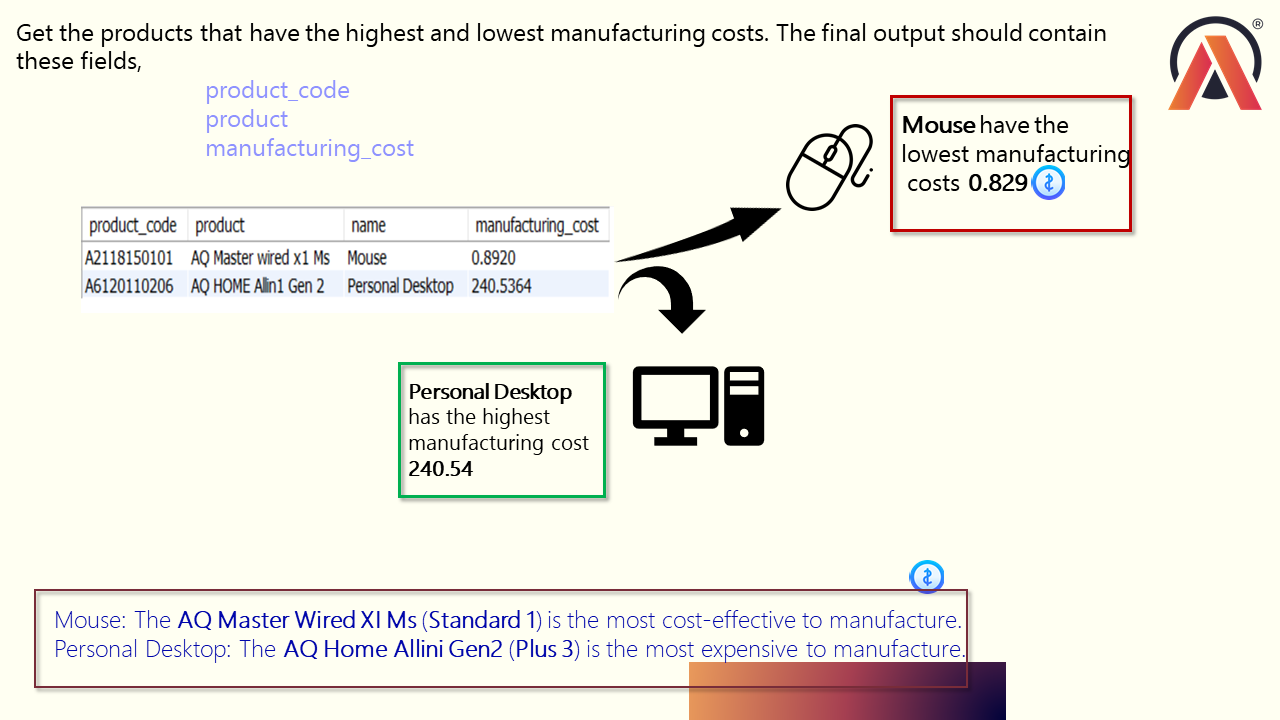 Get the products that have the highest and lowest manufacturing costs. The final output should contain
these fields,
product_code
product
manufacturing_cost
®
Mouse have the
lowest manufacturing
costs 0.829
product_code product name manufacturing_cost
A2118150101 AQ Master wired x1 Ms Mouse 0.8920
A6120110206 AQ HOME Allin1 Gen 2 Personal Desktop 240.5364
Personal Desktop
has the highest
manufacturing cost
240.54
Mouse: The AQ Master Wired XI Ms (Standard 1) is the most cost-effective to manufacture.
Personal Desktop: The AQ Home Allini Gen2 (Plus 3) is the most expensive to manufacture.